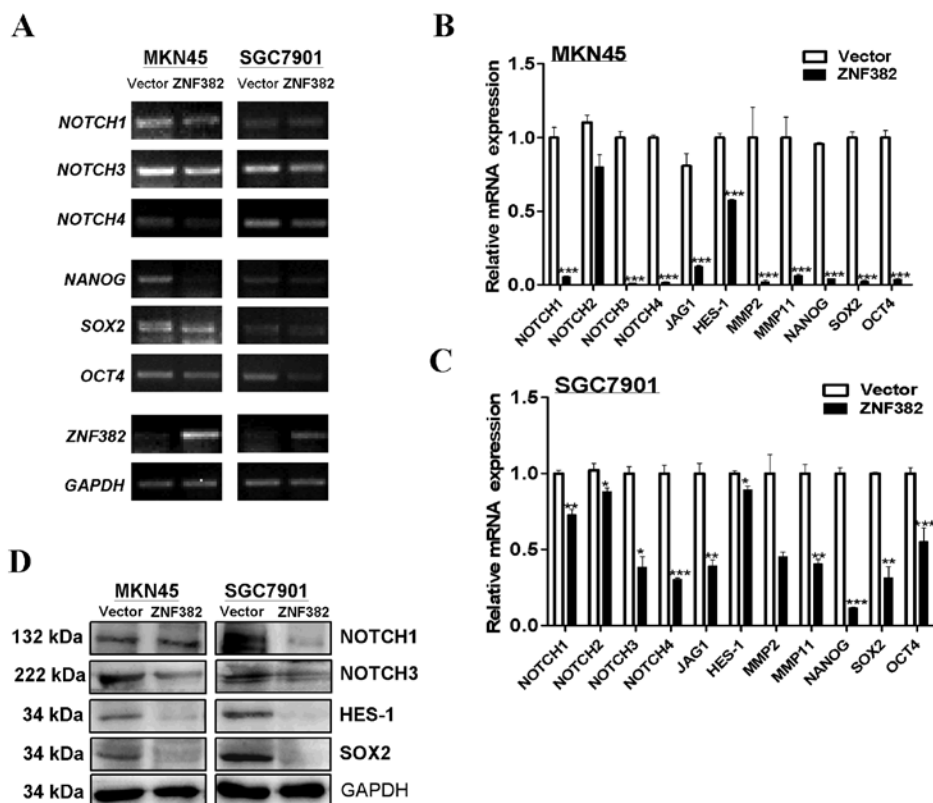 A
MKN45 SGC7901
Vector ZNF382 Vector ZNF382
NOTCH1
NOTCH3
NOTCH4
NANOG
SOX2
OCT4
ZNF382
GAPDH
B
MKN45
Vector
ZNF382
Relative mRNA expression
1.5
1.0
0.5
0.0
*** *** *** *** *** *** *** *** *** ***
NOTCH1 NOTCH2 NOTCH3 NOTCH4 JAG1 HES-1 MMP2 MMP11 NANOG SOX2 OCT4
C
SGC7901
Vector
ZNF382
Relative mRNA expression
1.5
1.0
0.5
0.0
** * * *** ** * ** *** ** ***
NOTCH1 NOTCH2 NOTCH3 NOTCH4 JAG1 HES-1 MMP2 MMP11 NANOG SOX2 OCT4
D
MKN45 SGC7901
Vector ZNF382 Vector ZNF382
132 kDa NOTCH1
222 kDa NOTCH3
34 kDa HES-1
34 kDa SOX2
34 kDa GAPDH